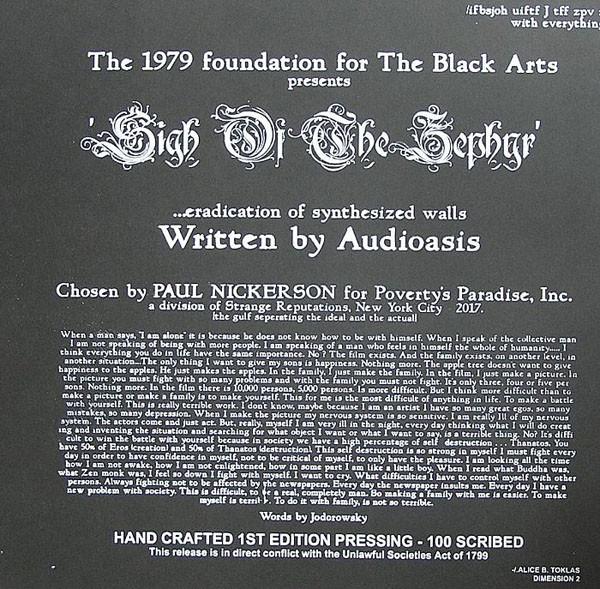 /ifbsjoh uiftf J tff zpv
with everything
The 1979 foundation for The Black Arts
presents
'Sigh Of The Zephyr'
...eradication of synthesized walls
Written by Audioasis
Chosen by PAUL NICKERSON for Poverty's Paradise, Inc.
a division of Strange Reputations, New York City 2017.
[the gulf seperating the ideal and the actual]
When a man says, "I am alone" it is because he does not know how to be with himself. When I speak of the collective man
I am not speaking of being with more people. I am speaking of a man who feels in himself the whole of humanity..... I
think everything you do in life have the same importance. No? The film exists. And the family exists, on another level, in
another situation...The only thing I want to give my sons is happiness. Nothing more. The apple tree doesn't want to give
happiness to the apples. He just makes the apples. In the family, I just make the family. In the film, I just make a picture. In
the picture you must fight with so many problems and with the family you must not fight. Its only three, four or five per
sons. Nothing more. In the film there is 10,000 persons, 5,000 persons. Is more difficult. But I think more difficult than to
make a picture or make a family is to make yourself. This for me is the most difficult of anything in life. To make a battle
with yourself. This is really terrible work. I don't know, maybe because I am an artist I have so many great egos, so many
mistakes, so many depression. When I make the picture my nervous system is so sensitive. I am really Ill of my nervous
system. The actors come and just act. But, really, myself I am very ill in the night, every day thinking what I will do creat
ing and inventing the situation and searching for what object I want or what I want to say, is a terrible thing. No? Its diffi
cult to win the battle with yourself because in society we have a high percentage of self destruction . . . Thanatos. You
have 50% of Eros (creation) and 50% of Thanatos destruction! This self destruction is so strong in myself I must fight every
day in order to have confidence in myself, not to be critical of myself, to only have the pleasure. I am looking all the time
how I am not awake, how I am not enlightened, how in some part I am like a little boy. When I read what Buddha was,
what Zen monk was, I feel so down I fight with myself. I want to cry. What difficulties I have to control myself with other
persons. Always fighting not to be affected by the newspapers. Every day the newspaper insults me. Every day I have a
new problem with society. This is difficult, to be a real, completely man. So making a family with me is easier. To make
myself is terrible. To do it with family, is not so terrible.
Words by Jodorowsky
HAND CRAFTED 1ST EDITION PRESSING - 100 SCRIBED
This release is in direct conflict with the Unlawful Societies Act of 1799
-/.ALICE B. TOKLAS
DIMENSION 2